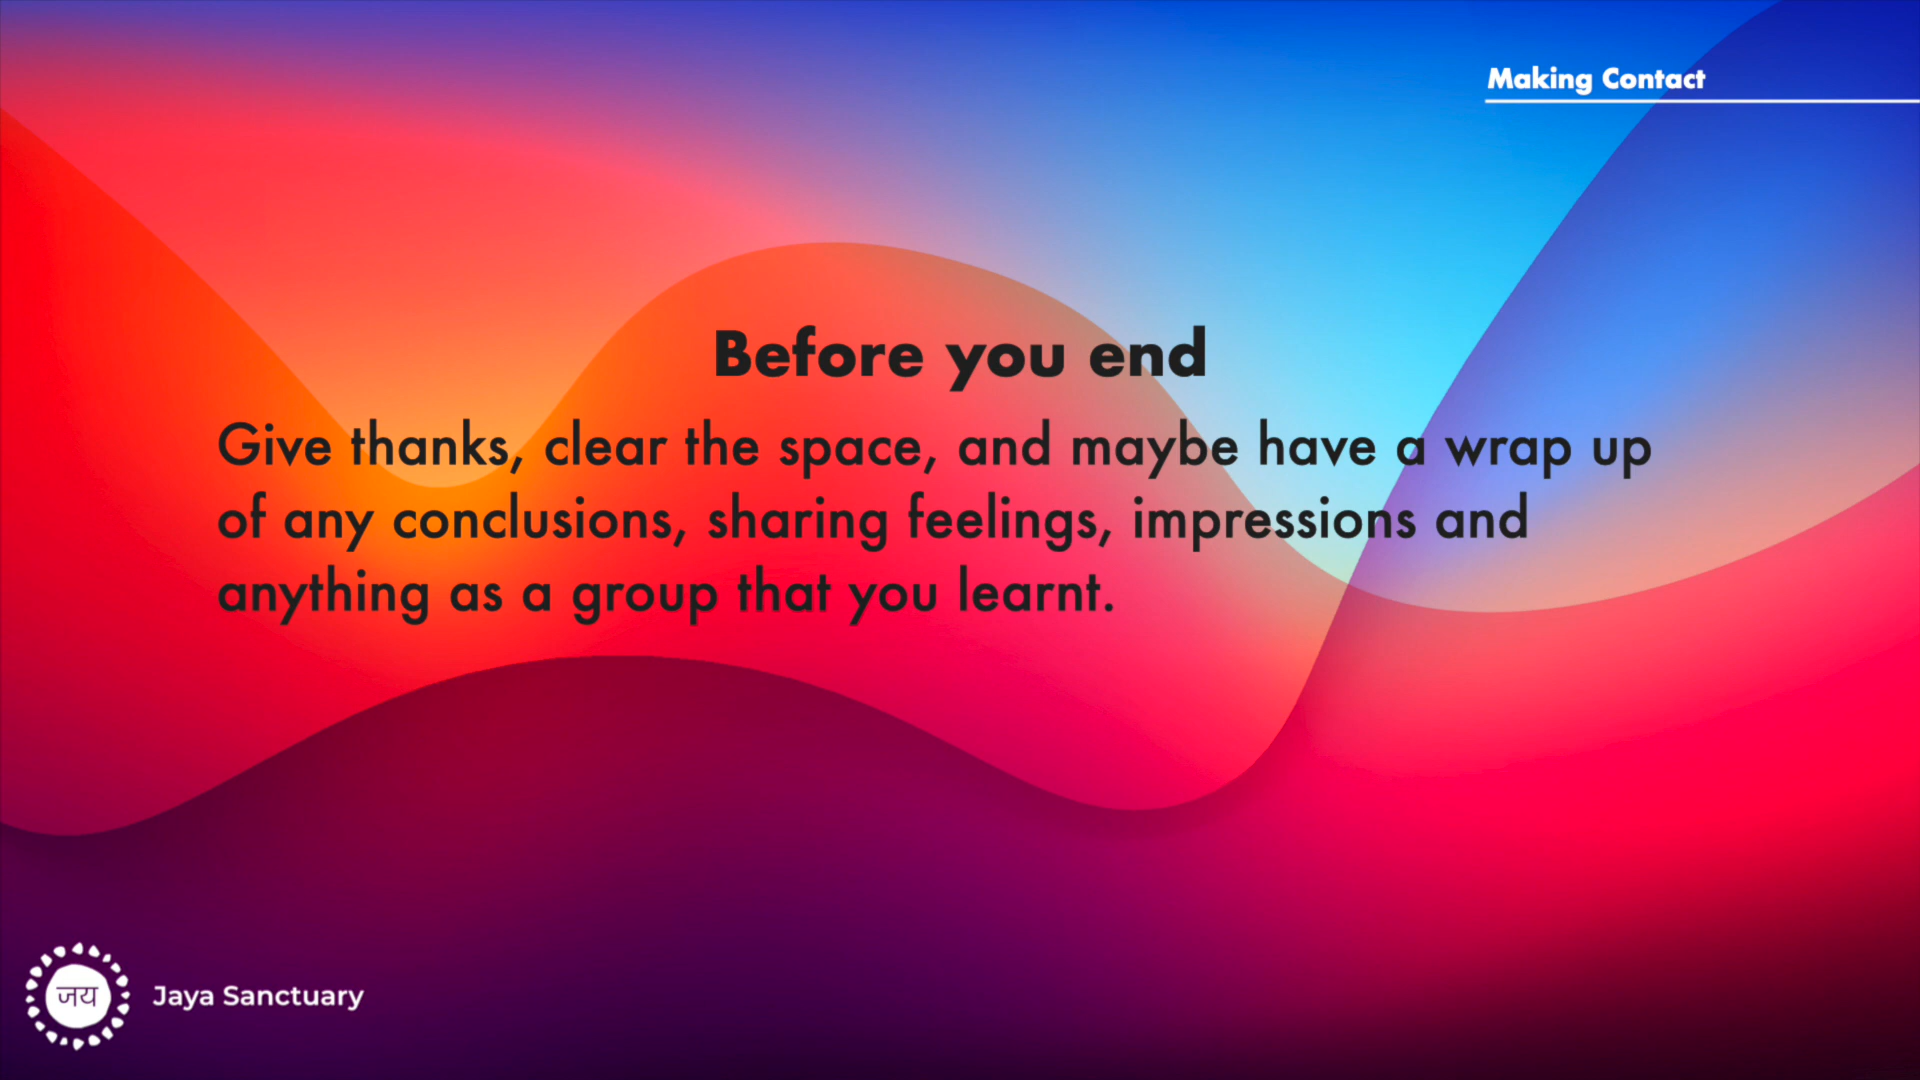 Making Contact
Before you end
Give thanks, clear the space, and maybe have a wrap up
of any conclusions, sharing feelings, impressions and
anything as a group that you learnt.
जय
Jaya Sanctuary